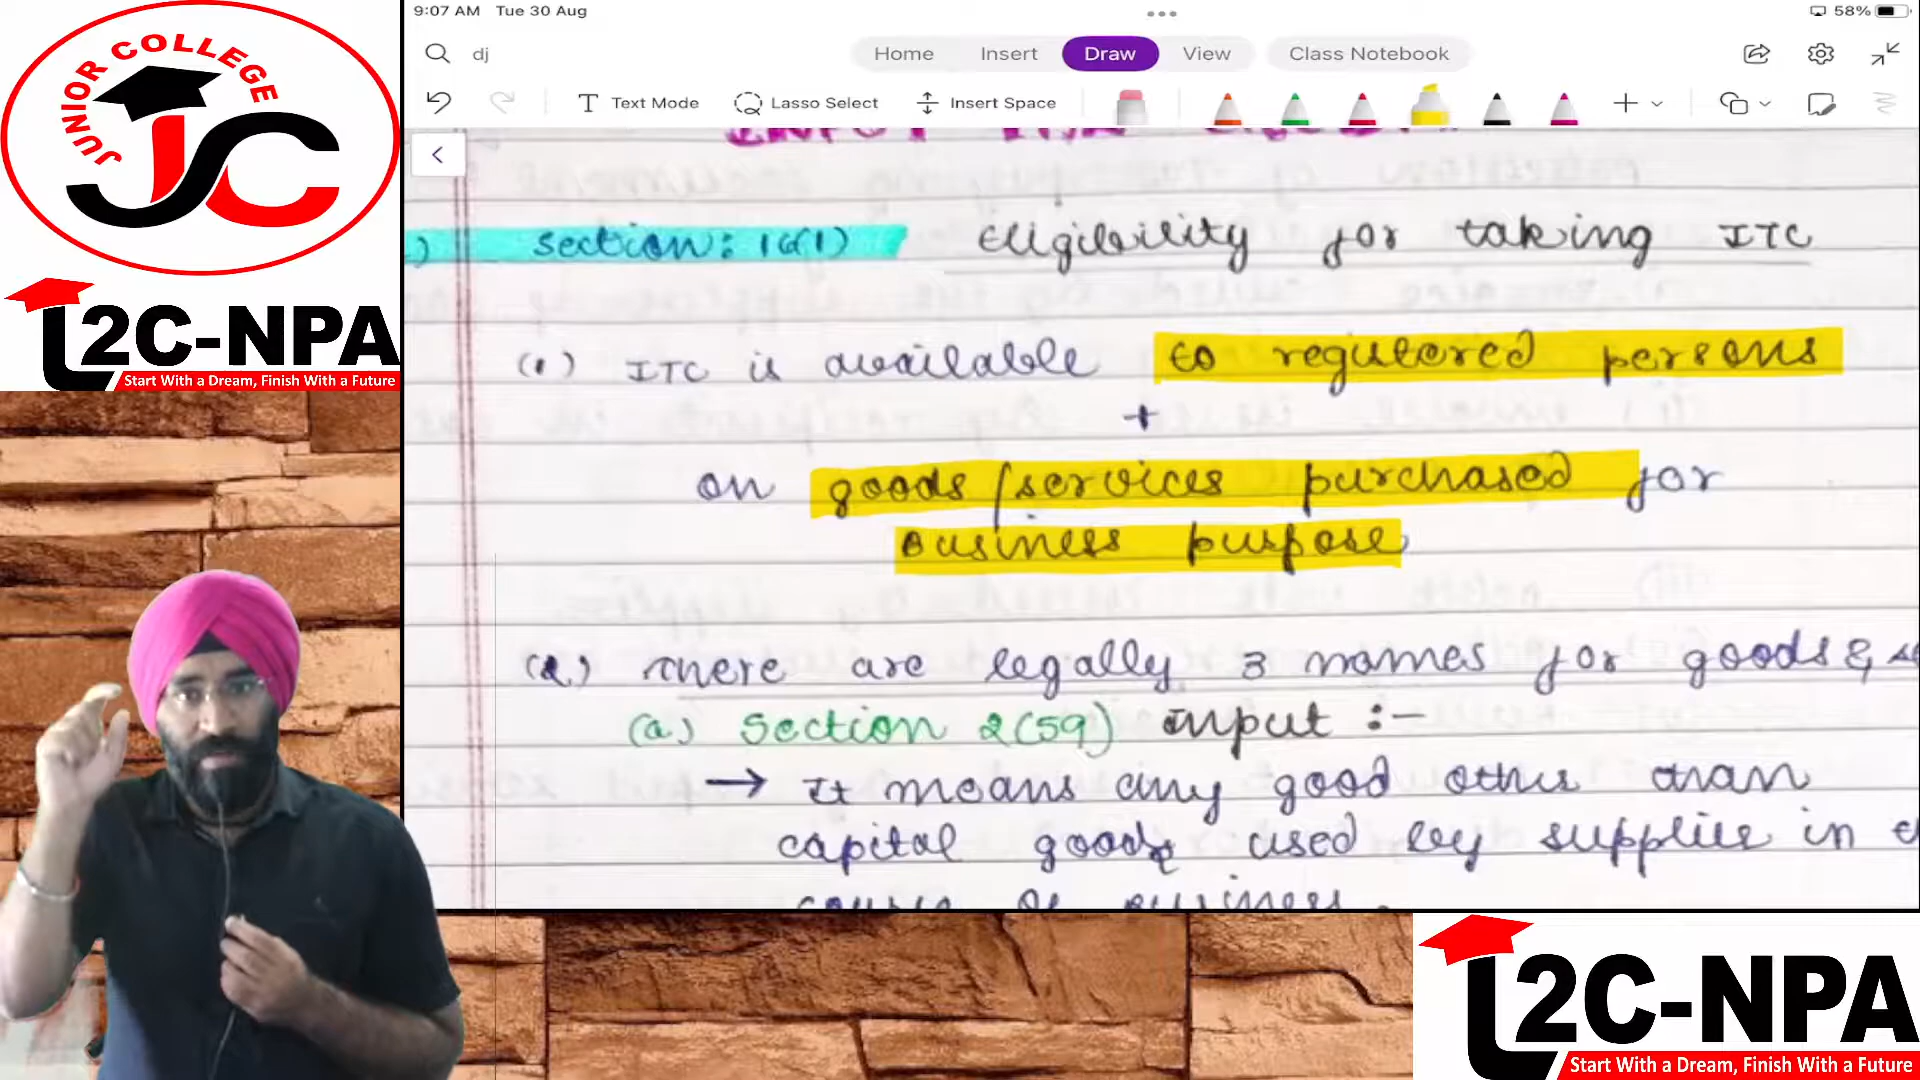 9:07 AM Tue 30 Aug
58%
dj
Home Insert Draw View Class Notebook
Text Mode Lasso Select Insert Space
JUNIOR COLLEGE
JC
L2C-NPA
Start With a Dream, Finish With a Future
Section: 16(1) Eligibility for taking ITC
(1) ITC is available to registered persons
+
on goods/services purchased for
Business purpose
(2) There are legally 3 names for goods &
(a) Section 2(59) input :-
→ It means any good other than
capital goods used by supplier in
course of business.
L2C-NPA
Start With a Dream, Finish With a Future